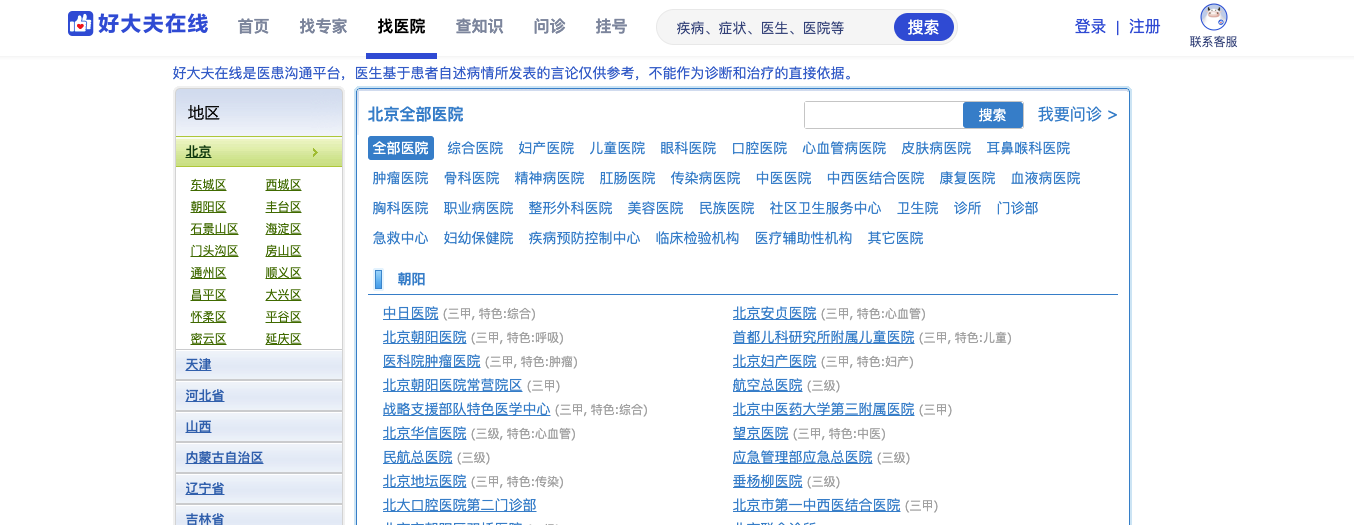 好大夫在线 首页 找专家 找医院 查知识 问诊 挂号 疾病、症状、医生、医院等 搜索 登录 | 注册
联系客服
好大夫在线是医患沟通平台，医生基于患者自述病情所发表的言论仅供参考，不能作为诊断和治疗的直接依据。
地区
北京
东城区 西城区
朝阳区 丰台区
石景山区 海淀区
门头沟区 房山区
通州区 顺义区
昌平区 大兴区
怀柔区 平谷区
密云区 延庆区
天津
河北省
山西
内蒙古自治区
辽宁省
吉林省
北京全部医院 搜索 我要问诊 >
全部医院 综合医院 妇产医院 儿童医院 眼科医院 口腔医院 心血管病医院 皮肤病医院 耳鼻喉科医院
肿瘤医院 骨科医院 精神病医院 肛肠医院 传染病医院 中医医院 中西医结合医院 康复医院 血液病医院
胸科医院 职业病医院 整形外科医院 美容医院 民族医院 社区卫生服务中心 卫生院 诊所 门诊部
急救中心 妇幼保健院 疾病预防控制中心 临床检验机构 医疗辅助性机构 其它医院
朝阳
中日医院 (三甲, 特色:综合) 北京安贞医院 (三甲, 特色:心血管)
北京朝阳医院 (三甲, 特色:呼吸) 首都儿科研究所附属儿童医院 (三甲, 特色:儿童)
医科院肿瘤医院 (三甲, 特色:肿瘤) 北京妇产医院 (三甲, 特色:妇产)
北京朝阳医院常营院区 (三甲) 航空总医院 (三级)
战略支援部队特色医学中心 (三甲, 特色:综合) 北京中医药大学第三附属医院 (三甲)
北京华信医院 (三级, 特色:心血管) 望京医院 (三甲, 特色:中医)
民航总医院 (三级) 应急管理部应急总医院 (三级)
北京地坛医院 (三甲, 特色:传染) 垂杨柳医院 (三级)
北大口腔医院第二门诊部 北京市第一中西医结合医院 (三甲)